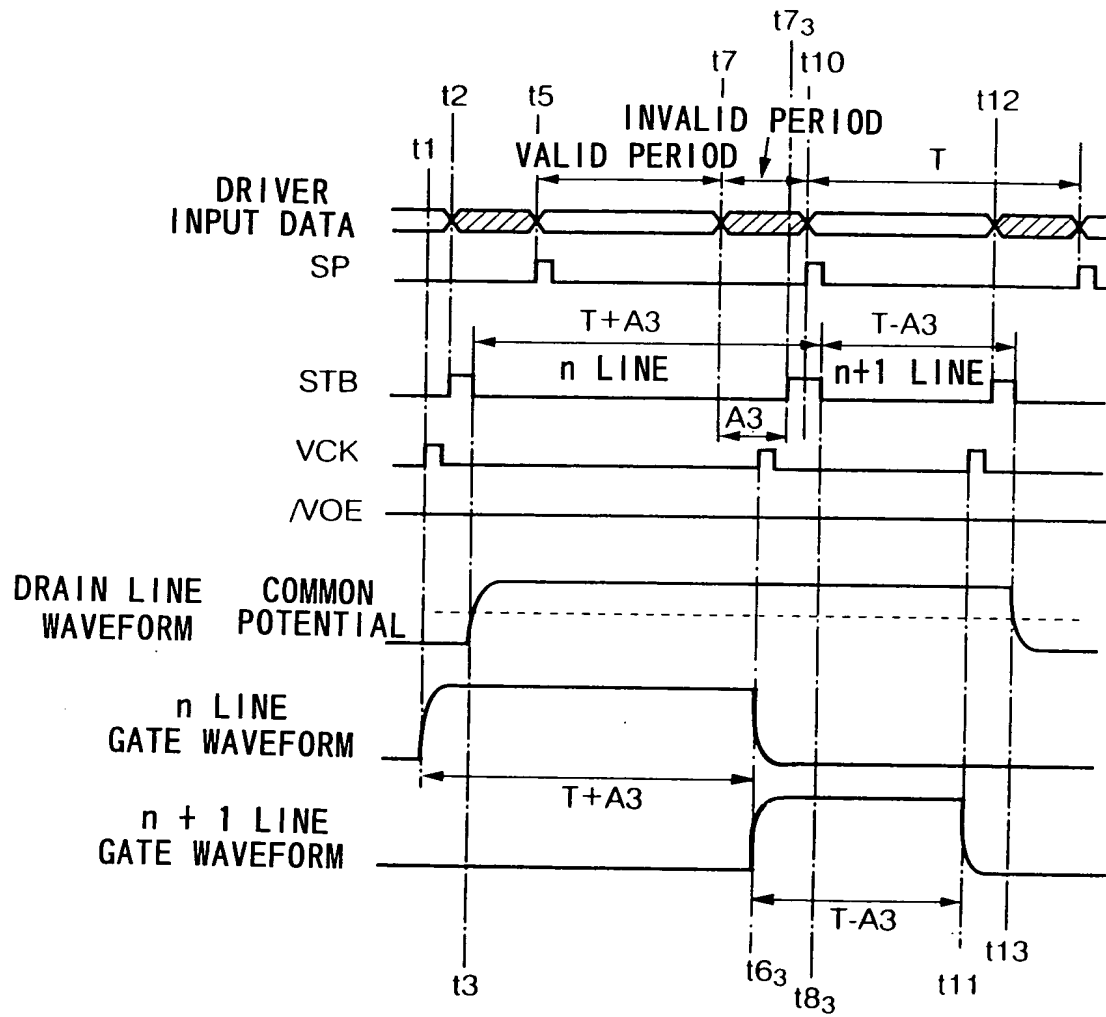 t7₃
t7 t10
t2 t5 t12
INVALID PERIOD
t1 VALID PERIOD T
DRIVER
INPUT DATA
SP
T+A3 T-A3
STB n LINE n+1 LINE
A3
VCK
/VOE
DRAIN LINE COMMON
WAVEFORM POTENTIAL
n LINE
GATE WAVEFORM
T+A3
n + 1 LINE
GATE WAVEFORM
T-A3
t13
t3 t6₃ t11
t8₃